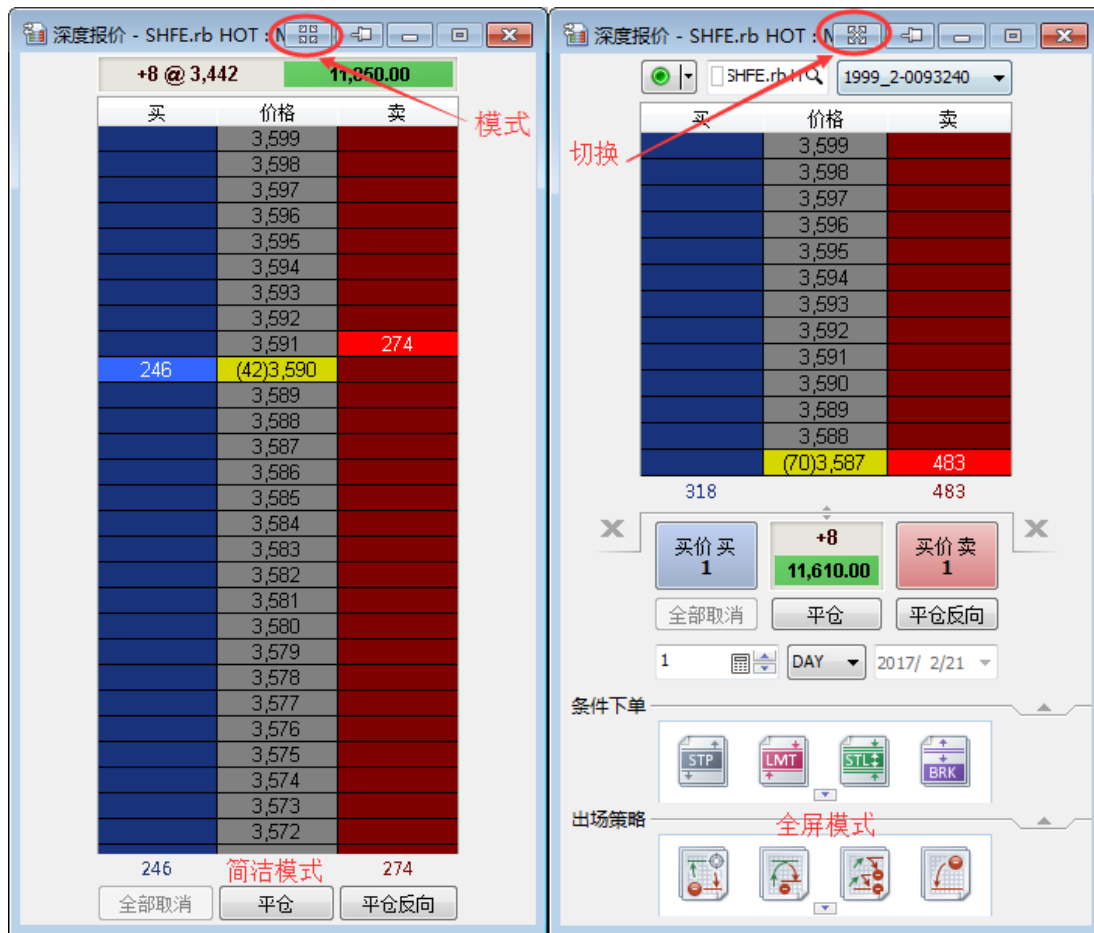 深度报价 - SHFE.rb HOT : M
+8 @ 3,442 11,850.00
买 价格 卖
模式
3,599
3,598
3,597
3,596
3,595
3,594
3,593
3,592
3,591 274
246 (42)3,590
3,589
3,588
3,587
3,586
3,585
3,584
3,583
3,582
3,581
3,580
3,579
3,578
3,577
3,576
3,575
3,574
3,573
3,572
246 简洁模式 274
全部取消 平仓 平仓反向
深度报价 - SHFE.rb HOT : M
SHFE.rb H 1999_2-0093240
买 价格 卖
切换
3,599
3,598
3,597
3,596
3,595
3,594
3,593
3,592
3,591
3,590
3,589
3,588
(70)3,587 483
318 483
买价 买
1
+8
11,610.00
买价 卖
1
全部取消 平仓 平仓反向
1 DAY 2017/ 2/21
条件下单
STP LMT STL BRK
出场策略
全屏模式